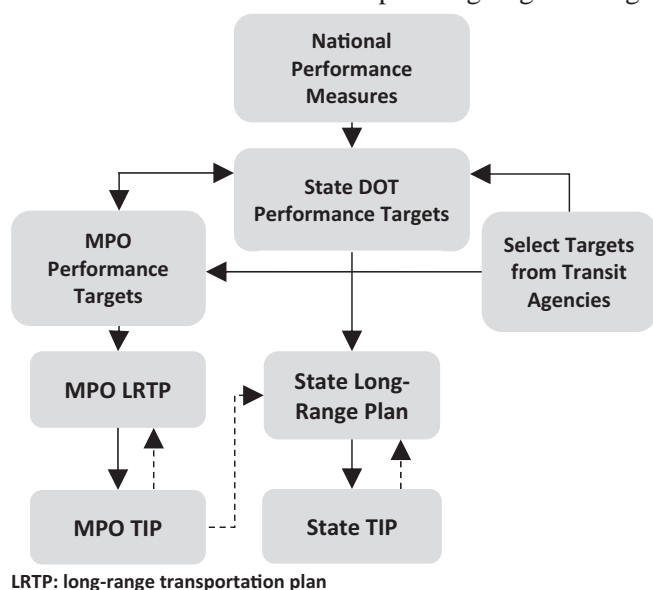 National
Performance
Measures
State DOT
Performance Targets
MPO
Performance
Targets
Select Targets
from Transit
Agencies
MPO LRTP
State Long-
Range Plan
MPO TIP
State TIP
LRTP: long-range transportation plan